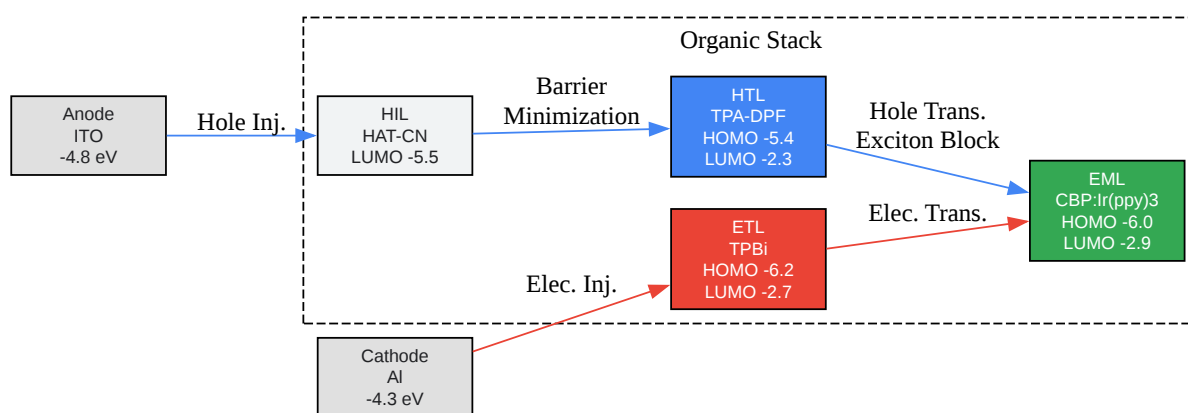 Organic Stack
Anode
ITO
-4.8 eV
Hole Inj.
HIL
HAT-CN
LUMO -5.5
Barrier
Minimization
HTL
TPA-DPF
HOMO -5.4
LUMO -2.3
Hole Trans.
Exciton Block
EML
CBP:Ir(ppy)3
HOMO -6.0
LUMO -2.9
ETL
TPBi
HOMO -6.2
LUMO -2.7
Elec. Trans.
Elec. Inj.
Cathode
Al
-4.3 eV